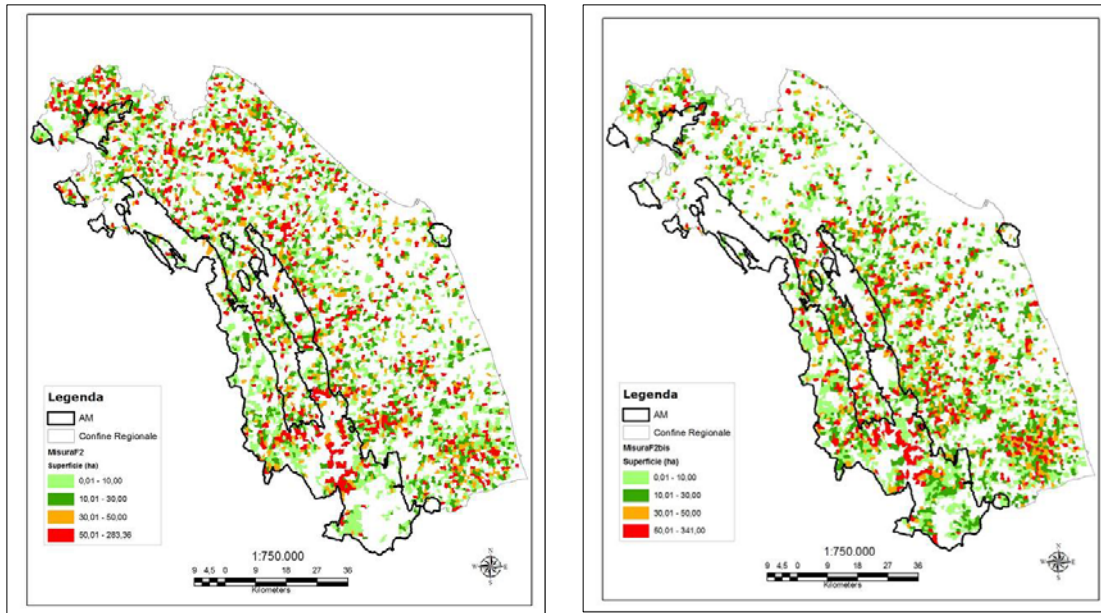 Legenda
AM
Confine Regionale
MisuraF2
Superficie (ha)
0,01 - 10,00
10,01 - 30,00
30,01 - 50,00
50,01 - 283,36
1:750.000
9 4,5 0 9 18 27 36
Kilometers
N
W E
S
Legenda
AM
Confine Regionale
MisuraF2bis
Superficie (ha)
0,01 - 10,00
10,01 - 30,00
30,01 - 50,00
50,01 - 341,00
1:750.000
9 4,5 0 9 18 27 36
Kilometers
N
W E
S